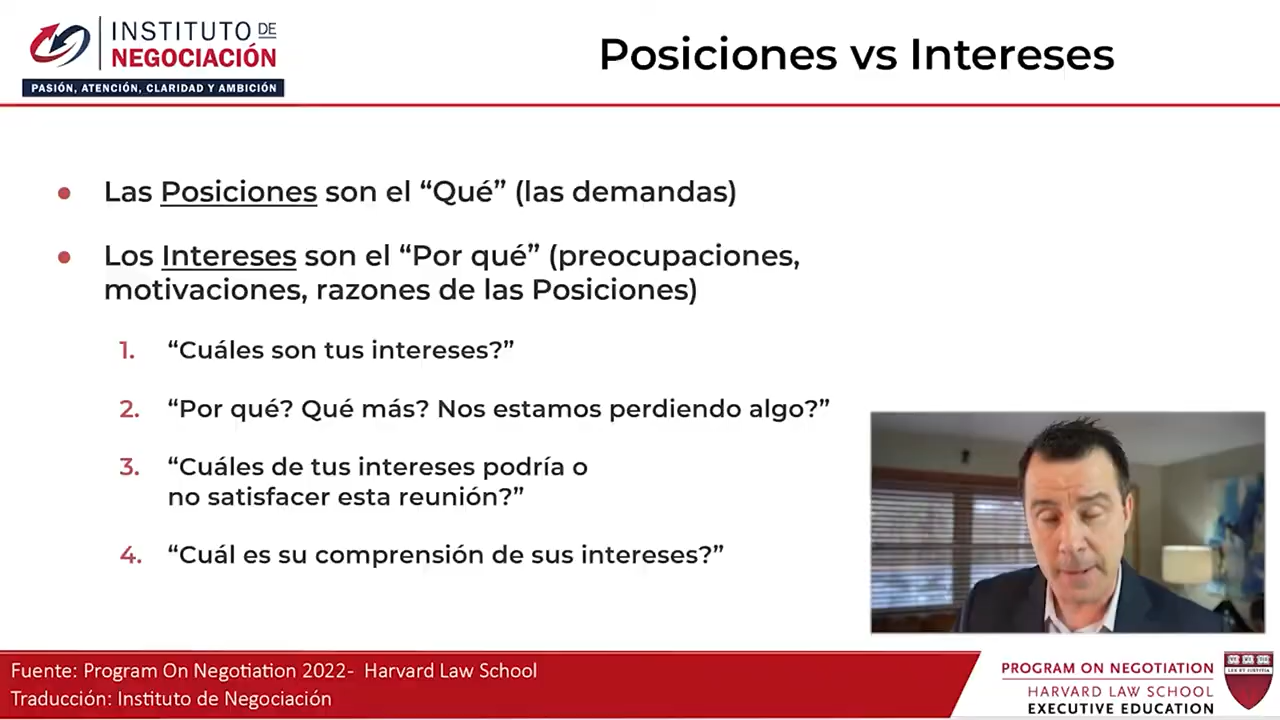 INSTITUTO DE
NEGOCIACIÓN
PASIÓN, ATENCIÓN, CLARIDAD Y AMBICIÓN
Posiciones vs Intereses
● Las Posiciones son el “Qué” (las demandas)
● Los Intereses son el “Por qué” (preocupaciones,
motivaciones, razones de las Posiciones)
1. “Cuáles son tus intereses?”
2. “Por qué? Qué más? Nos estamos perdiendo algo?”
3. “Cuáles de tus intereses podría o
no satisfacer esta reunión?”
4. “Cuál es su comprensión de sus intereses?”
Fuente: Program On Negotiation 2022- Harvard Law School
Traducción: Instituto de Negociación
PROGRAM ON NEGOTIATION
HARVARD LAW SCHOOL
EXECUTIVE EDUCATION